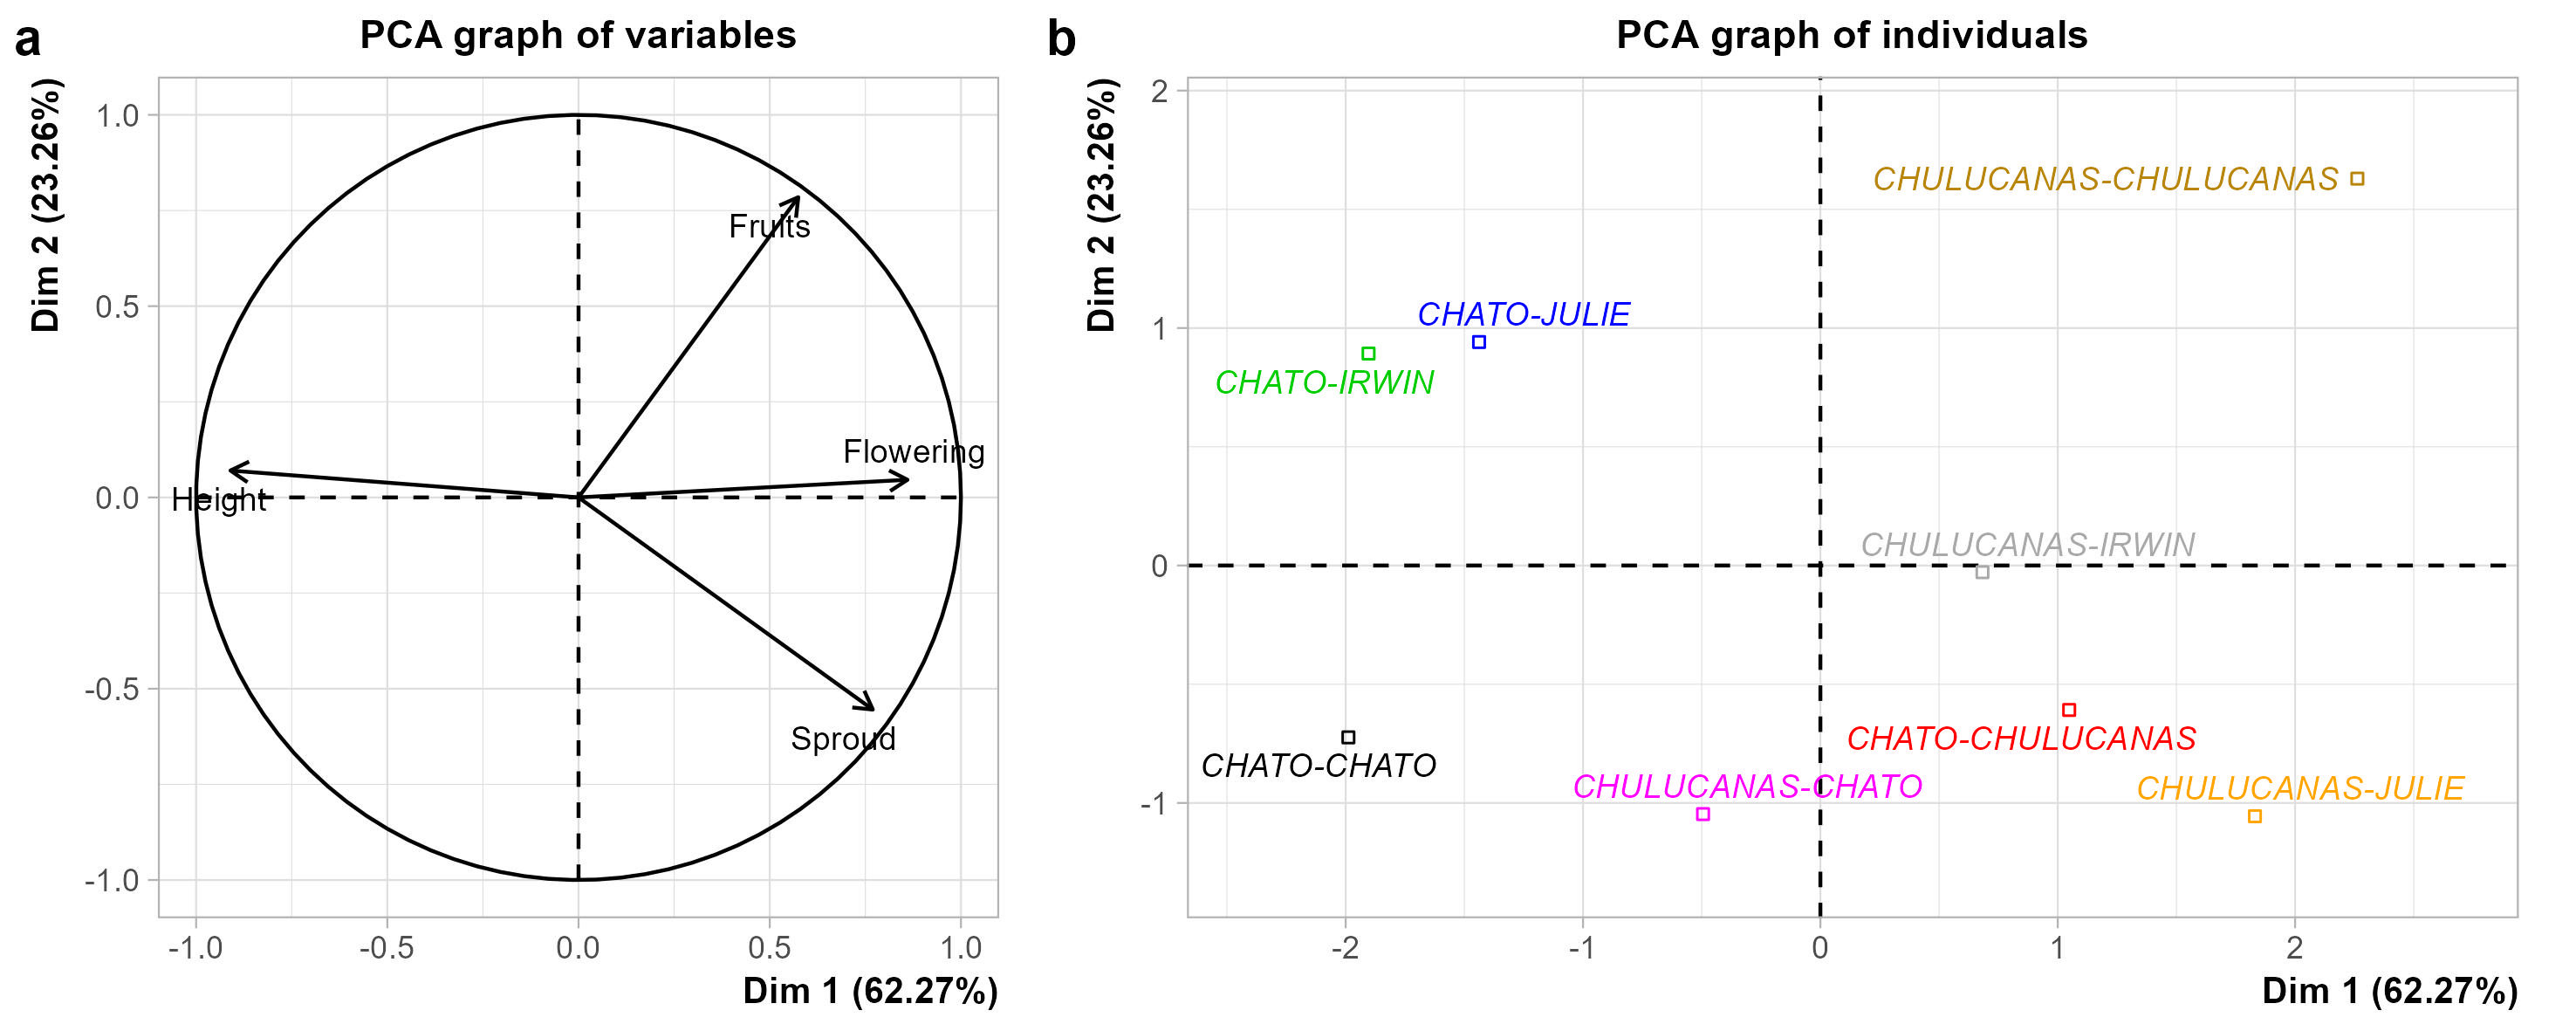 a
PCA graph of variables
Dim 2 (23.26%)
1.0
0.5
0.0
-0.5
-1.0
Fruits
Flowering
Height
Sproud
-1.0 -0.5 0.0 0.5 1.0
Dim 1 (62.27%)
b
PCA graph of individuals
Dim 2 (23.26%)
2
1
0
-1
CHULUCANAS-CHULUCANAS
CHATO-JULIE
CHATO-IRWIN
CHULUCANAS-IRWIN
CHATO-CHULUCANAS
CHATO-CHATO
CHULUCANAS-CHATO
CHULUCANAS-JULIE
-2 -1 0 1 2
Dim 1 (62.27%)